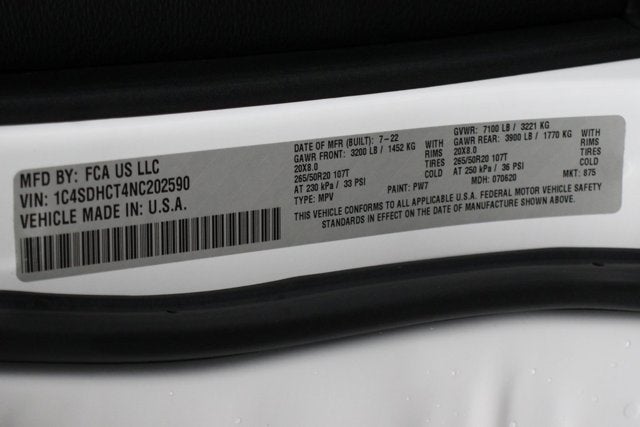 MFD BY: FCA US LLC
VIN: 1C4SDHCT4NC202590
VEHICLE MADE IN: U.S.A.
DATE OF MFR (BUILT): 7-22
GAWR FRONT: 3200 LB / 1452 KG WITH
20X8.0 RIMS
265/50R20 107T TIRES
AT 230 kPa / 33 PSI COLD
TYPE: MPV PAINT: PW7
GVWR: 7100 LB / 3221 KG
GAWR REAR: 3900 LB / 1770 KG WITH
20X8.0 RIMS
265/50R20 107T TIRES
AT 250 kPa / 36 PSI COLD
MDH: 070620 MKT: 875
THIS VEHICLE CONFORMS TO ALL APPLICABLE U.S.A. FEDERAL MOTOR VEHICLE SAFETY
STANDARDS IN EFFECT ON THE DATE OF MANUFACTURE SHOWN ABOVE.